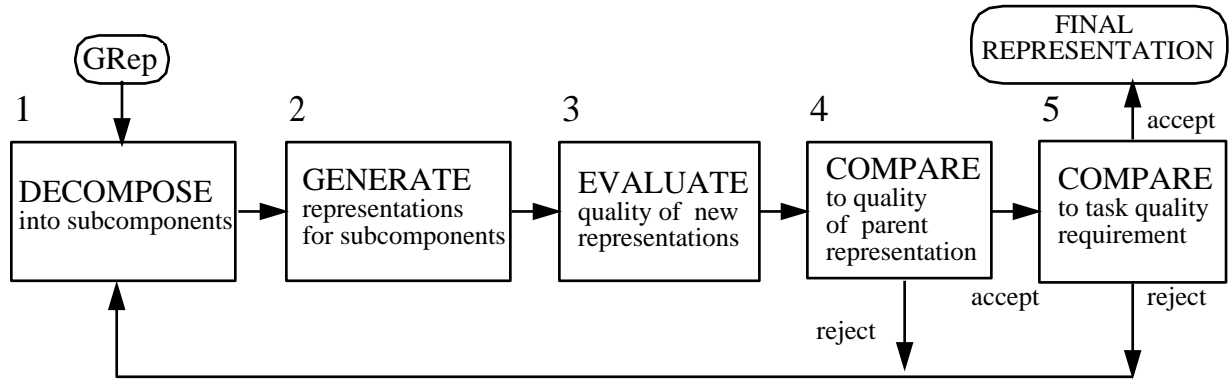 GRep
FINAL
REPRESENTATION
accept
1
DECOMPOSE
into subcomponents
2
GENERATE
representations
for subcomponents
3
EVALUATE
quality of new
representations
4
COMPARE
to quality
of parent
representation
5
COMPARE
to task quality
requirement
reject
accept
reject